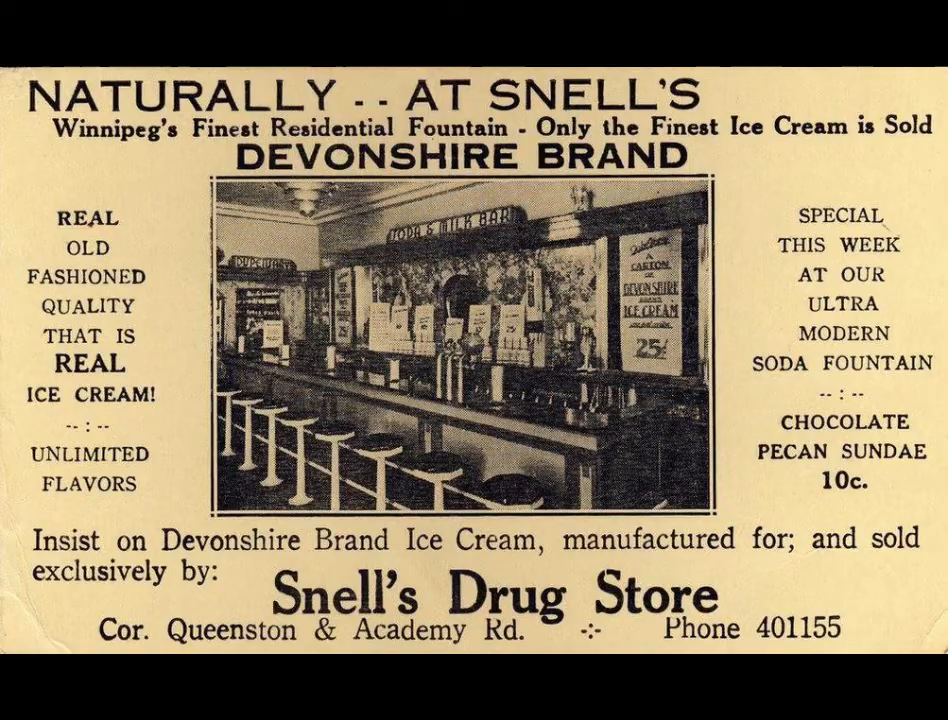 NATURALLY -- AT SNELL'S
Winnipeg's Finest Residential Fountain - Only the Finest Ice Cream is Sold
DEVONSHIRE BRAND
REAL
OLD
FASHIONED
QUALITY
THAT IS
REAL
ICE CREAM!
-- : --
UNLIMITED
FLAVORS
SODA & MILK BAR
A
CARTON
OF
DEVONSHIRE
BRAND
ICE CREAM
25¢
SPECIAL
THIS WEEK
AT OUR
ULTRA
MODERN
SODA FOUNTAIN
-- : --
CHOCOLATE
PECAN SUNDAE
10c.
Insist on Devonshire Brand Ice Cream, manufactured for; and sold
exclusively by:
Snell's Drug Store
Cor. Queenston & Academy Rd. -:- Phone 401155